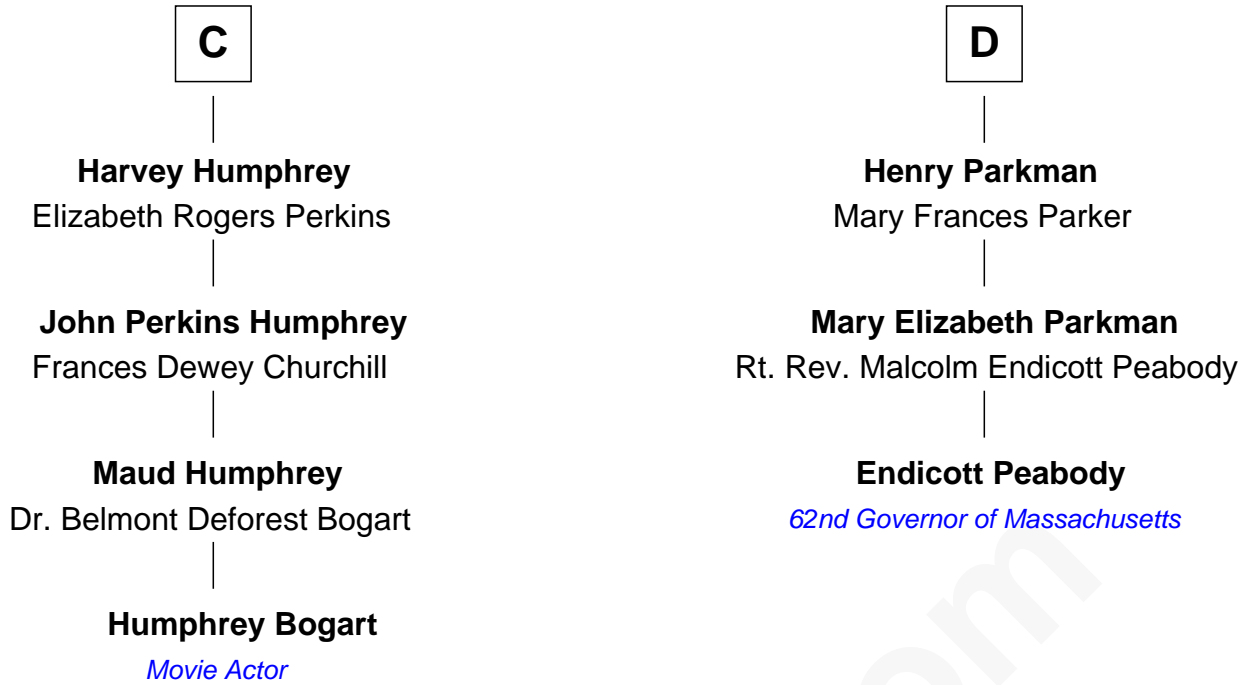 C
Harvey Humphrey
Elizabeth Rogers Perkins
John Perkins Humphrey
Frances Dewey Churchill
Maud Humphrey
Dr. Belmont Deforest Bogart
Humphrey Bogart
Movie Actor
D
Henry Parkman
Mary Frances Parker
Mary Elizabeth Parkman
Rt. Rev. Malcolm Endicott Peabody
Endicott Peabody
62nd Governor of Massachusetts
om